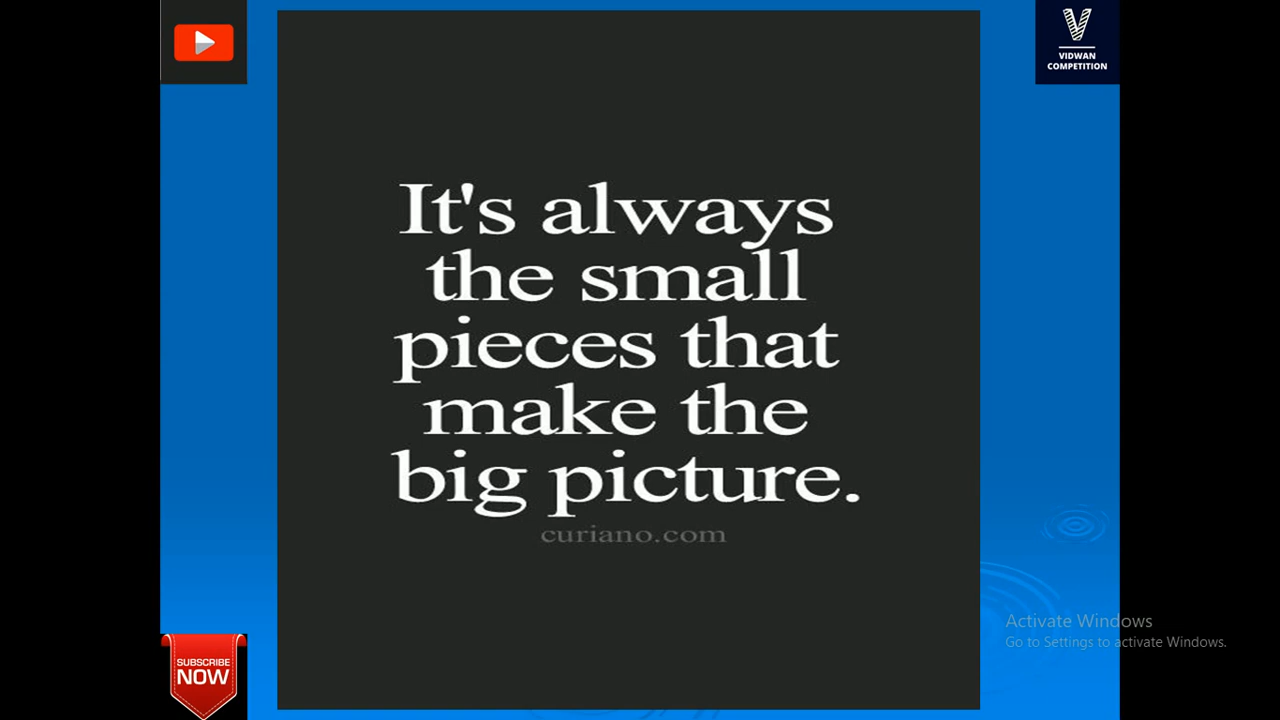 VIDWAN
COMPETITION
It's always
the small
pieces that
make the
big picture.
curiano.com
Activate Windows
Go to Settings to activate Windows.
SUBSCRIBE
NOW